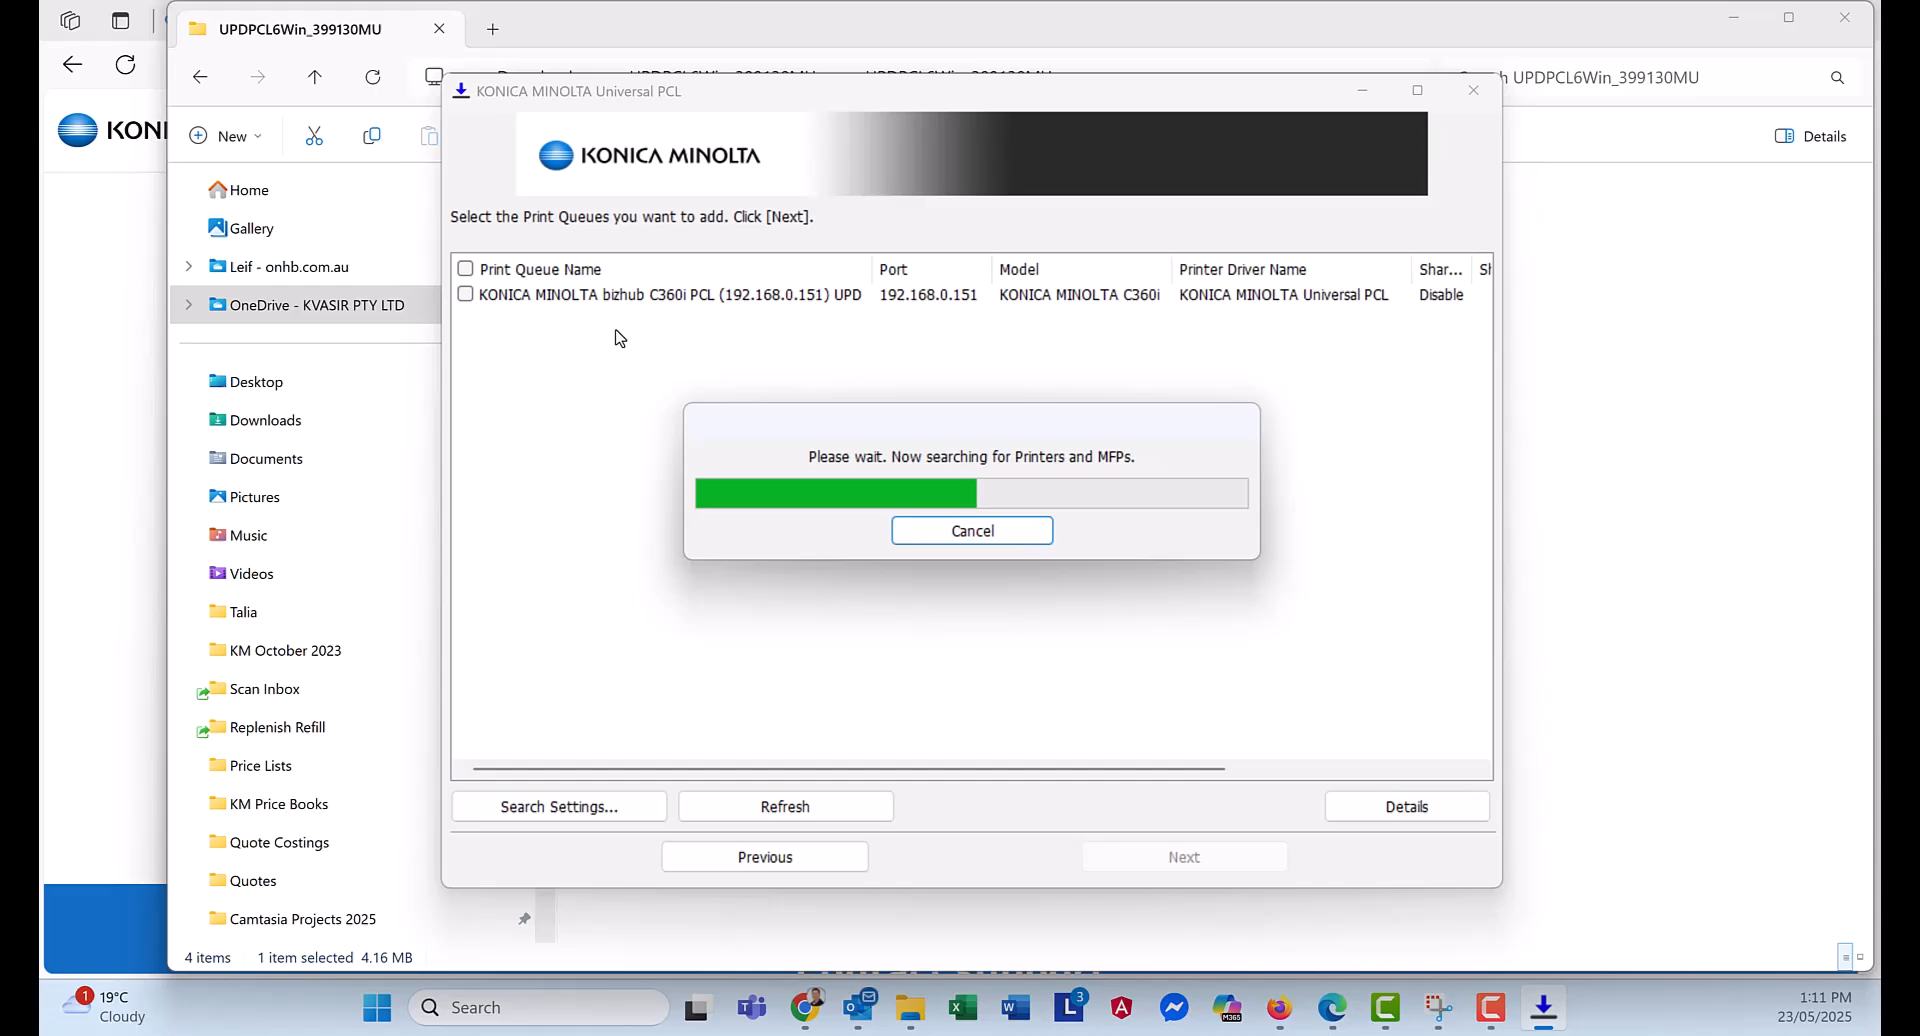 UPDPCL6Win_399130MU
UPDPCL6Win_399130MU
KONI
New
Details
KONICA MINOLTA Universal PCL
KONICA MINOLTA
Select the Print Queues you want to add. Click [Next].
Print Queue Name Port Model Printer Driver Name Shar... Sh
KONICA MINOLTA bizhub C360i PCL (192.168.0.151) UPD 192.168.0.151 KONICA MINOLTA C360i KONICA MINOLTA Universal PCL Disable
Please wait. Now searching for Printers and MFPs.
Cancel
Search Settings... Refresh Details
Previous Next
Home
Gallery
Leif - onhb.com.au
OneDrive - KVASIR PTY LTD
Desktop
Downloads
Documents
Pictures
Music
Videos
Talia
KM October 2023
Scan Inbox
Replenish Refill
Price Lists
KM Price Books
Quote Costings
Quotes
Camtasia Projects 2025
4 items 1 item selected 4.16 MB
1
19°C
Cloudy
Search
3
M365
1:11 PM
23/05/2025